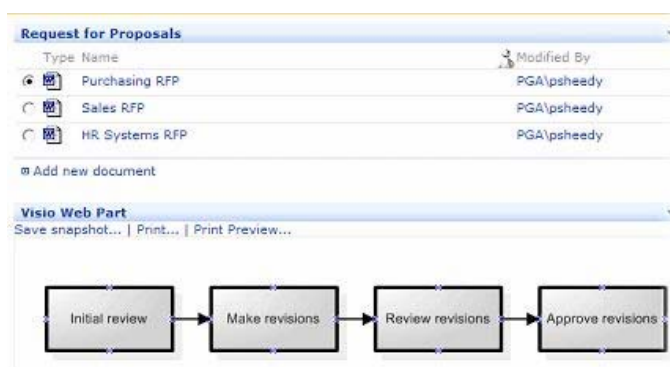 Request for Proposals
Type Name Modified By
Purchasing RFP PGA\psheedy
Sales RFP PGA\psheedy
HR Systems RFP PGA\psheedy
Add new document
Visio Web Part
Save snapshot... | Print... | Print Preview...
Initial review Make revisions Review revisions Approve revisions